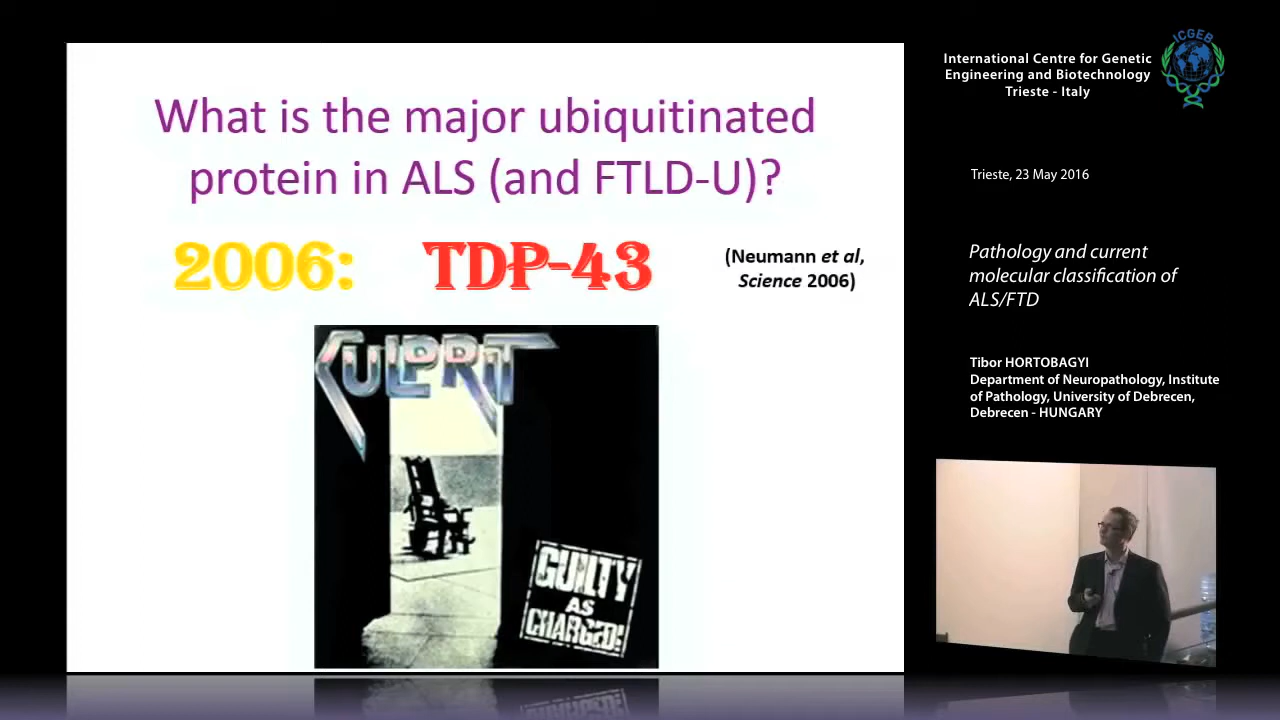 What is the major ubiquitinated
protein in ALS (and FTLD-U)?
2006: TDP-43
(Neumann et al,
Science 2006)
CULPRIT
GUILTY
AS
CHARGED!
ICGEB
International Centre for Genetic
Engineering and Biotechnology
Trieste - Italy
Trieste, 23 May 2016
Pathology and current
molecular classification of
ALS/FTD
Tibor HORTOBAGYI
Department of Neuropathology, Institute
of Pathology, University of Debrecen,
Debrecen - HUNGARY